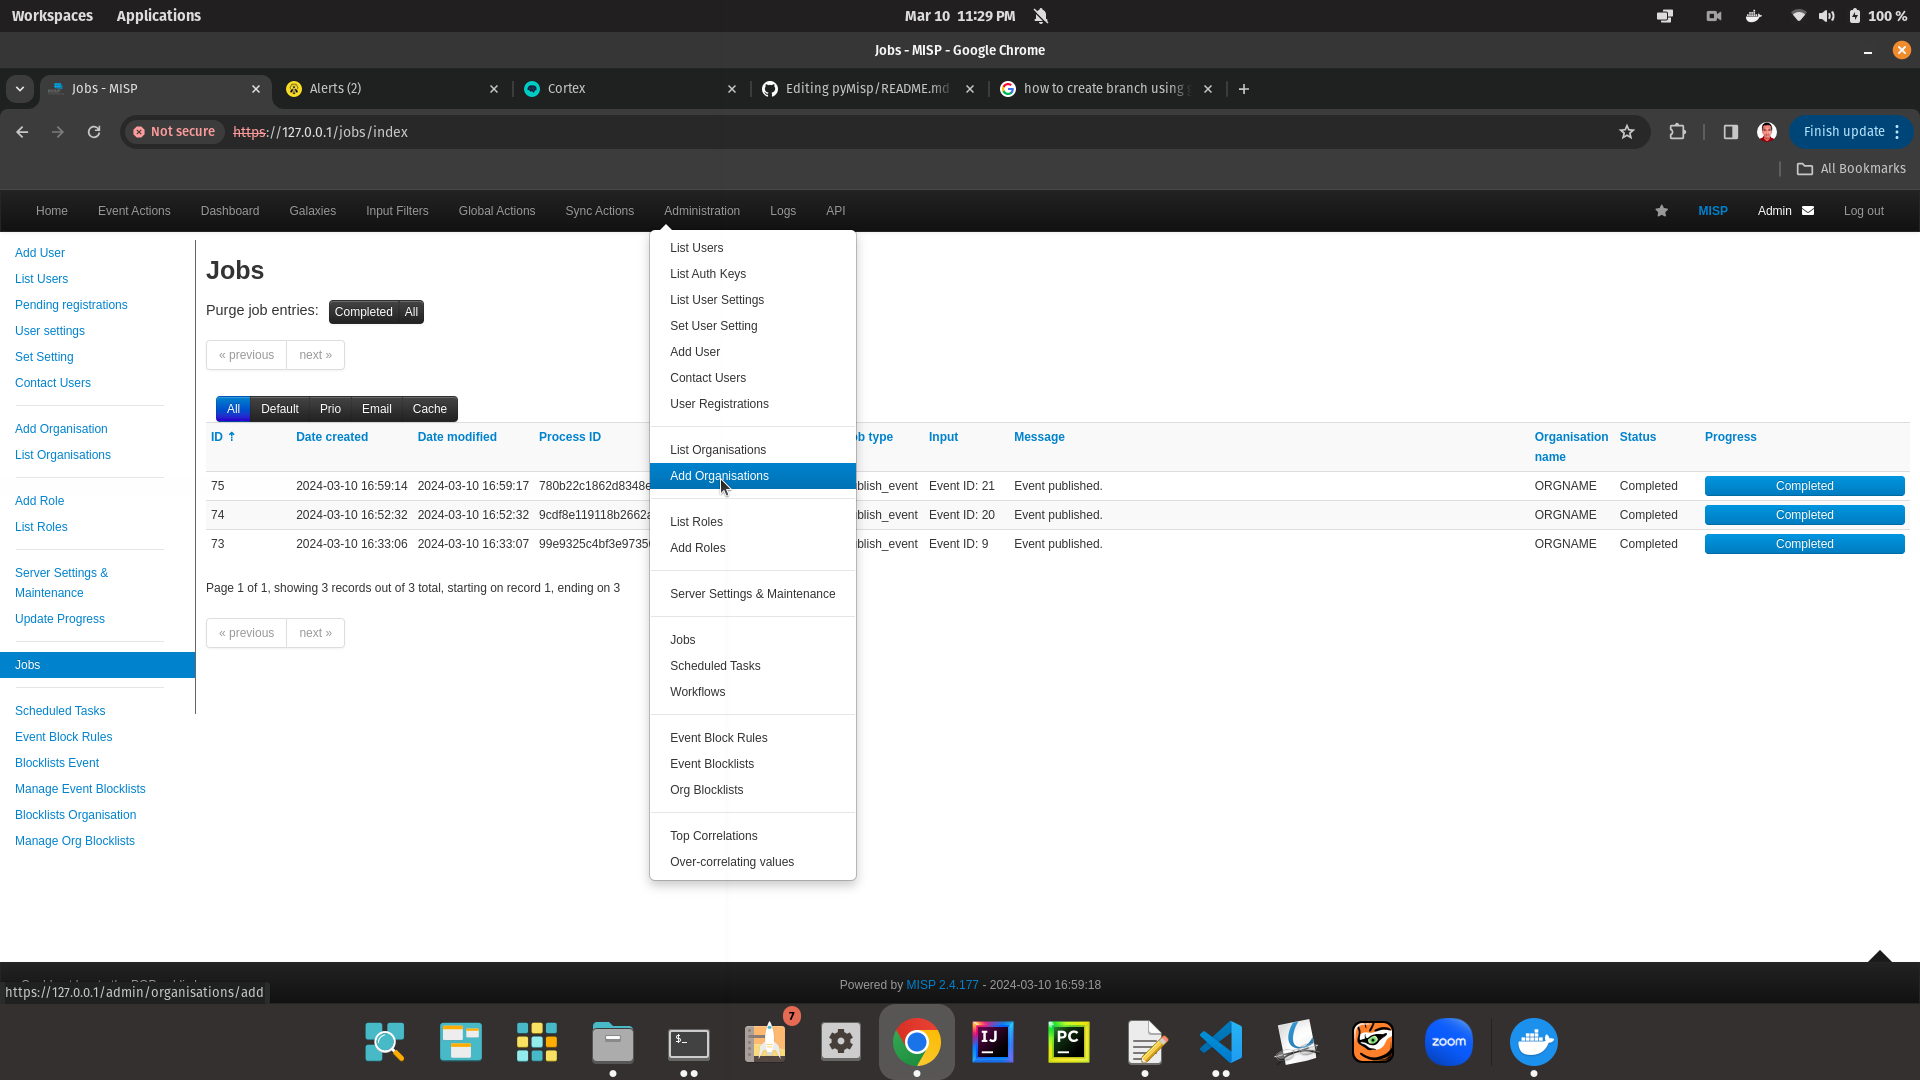 Workspaces
Applications
Mar 10 11:29 PM
100 %
Jobs - MISP - Google Chrome
Jobs - MISP
Alerts (2)
Cortex
Editing pyMisp/README.md
how to create branch using
Not secure
https://127.0.0.1/jobs/index
Finish update
All Bookmarks
Home
Event Actions
Dashboard
Galaxies
Input Filters
Global Actions
Sync Actions
Administration
Logs
API
MISP
Admin
Log out
Add User
List Users
Pending registrations
User settings
Set Setting
Contact Users
Add Organisation
List Organisations
Add Role
List Roles
Server Settings &
Maintenance
Update Progress
Jobs
Scheduled Tasks
Event Block Rules
Blocklists Event
Manage Event Blocklists
Blocklists Organisation
Manage Org Blocklists
Jobs
Purge job entries:
Completed
All
« previous
next »
All
Default
Prio
Email
Cache
ID ↑
Date created
Date modified
Process ID
type
Input
Message
Organisation
name
Status
Progress
75
2024-03-10 16:59:14
2024-03-10 16:59:17
780b22c1862d8348
Event ID: 21
Event published.
ORGNAME
Completed
Completed
74
2024-03-10 16:52:32
2024-03-10 16:52:32
9cdf8e119118b2662
Event ID: 20
Event published.
ORGNAME
Completed
Completed
73
2024-03-10 16:33:06
2024-03-10 16:33:07
99e9325c4bf3e973
Event ID: 9
Event published.
ORGNAME
Completed
Completed
Page 1 of 1, showing 3 records out of 3 total, starting on record 1, ending on 3
« previous
next »
List Users
List Auth Keys
List User Settings
Set User Setting
Add User
Contact Users
User Registrations
List Organisations
Add Organisations
List Roles
Add Roles
Server Settings & Maintenance
Jobs
Scheduled Tasks
Workflows
Event Block Rules
Event Blocklists
Org Blocklists
Top Correlations
Over-correlating values
https://127.0.0.1/admin/organisations/add
Powered by MISP 2.4.177 - 2024-03-10 16:59:18
7
$_
IJ
PC
zoom